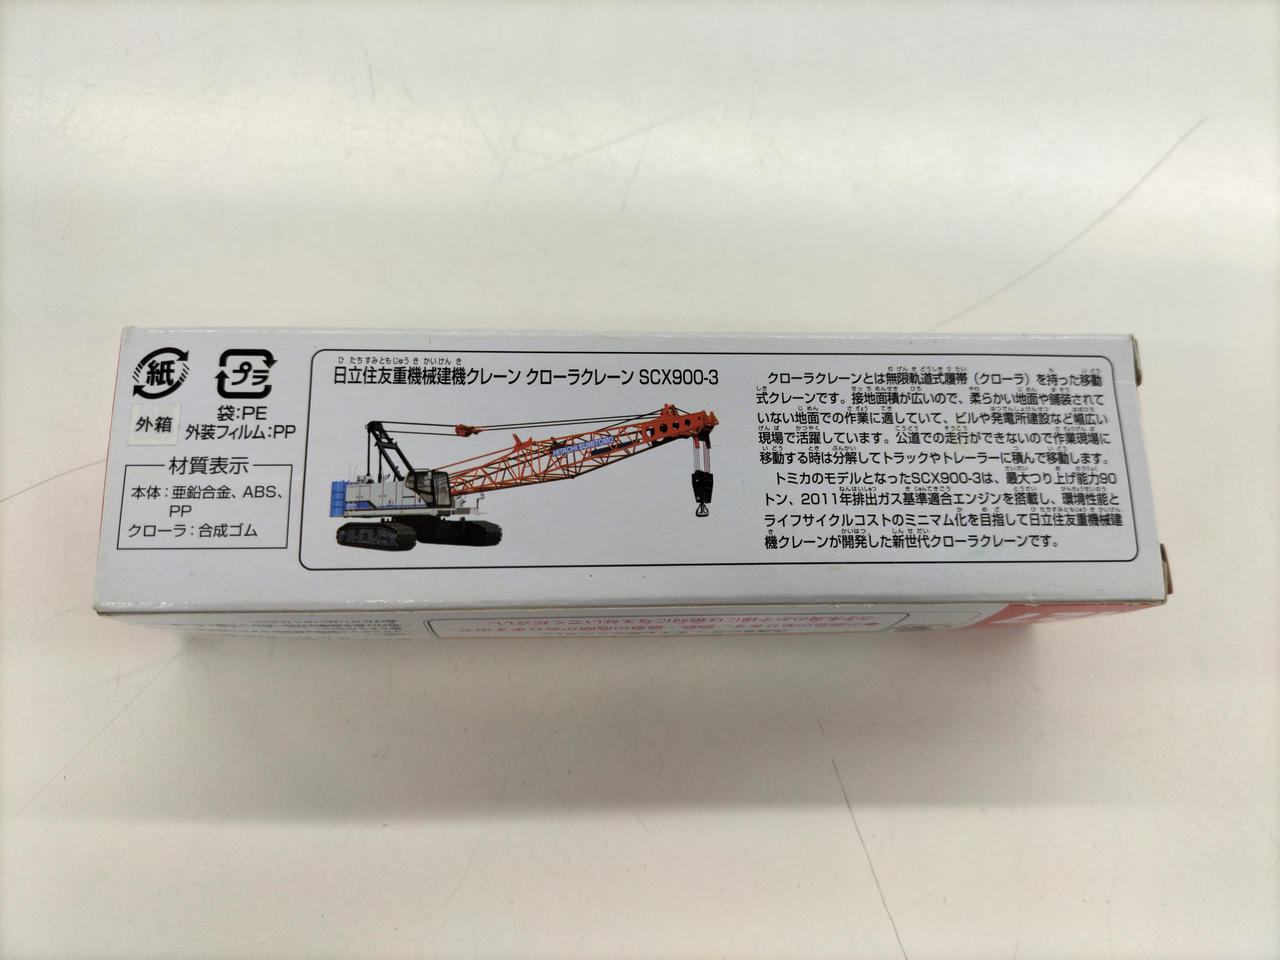 紙
外箱
プラ
袋:PE
外装フィルム:PP
材質表示
本体:亜鉛合金、ABS、
PP
クローラ:合成ゴム
日立住友重機械建機クレーン クローラクレーン SCX900-3
HITACHI SUMITOMO
クローラクレーンとは無限軌道式履帯(クローラ)を持った移動
式クレーンです。接地面積が広いので、柔らかい地面や舗装されて
いない地面での作業に適していて、ビルや発電所建設など幅広い
現場で活躍しています。公道での走行ができないので作業現場に
移動する時は分解してトラックやトレーラーに積んで移動します。
トミカのモデルとなったSCX900-3は、最大つり上げ能力90
トン、2011年排出ガス基準適合エンジンを搭載し、環境性能と
ライフサイクルコストのミニマム化を目指して日立住友重機械建
機クレーンが開発した新世代クローラクレーンです。